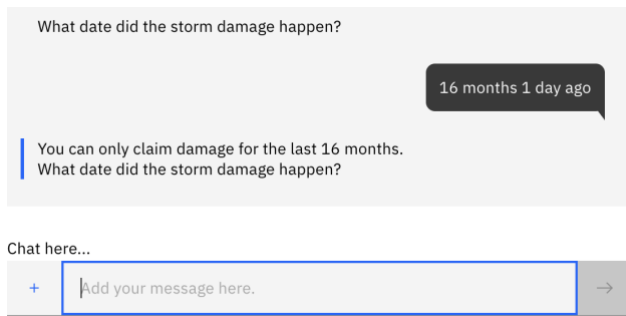 What date did the storm damage happen?
16 months 1 day ago
You can only claim damage for the last 16 months.
What date did the storm damage happen?
Chat here...
+
Add your message here.
→